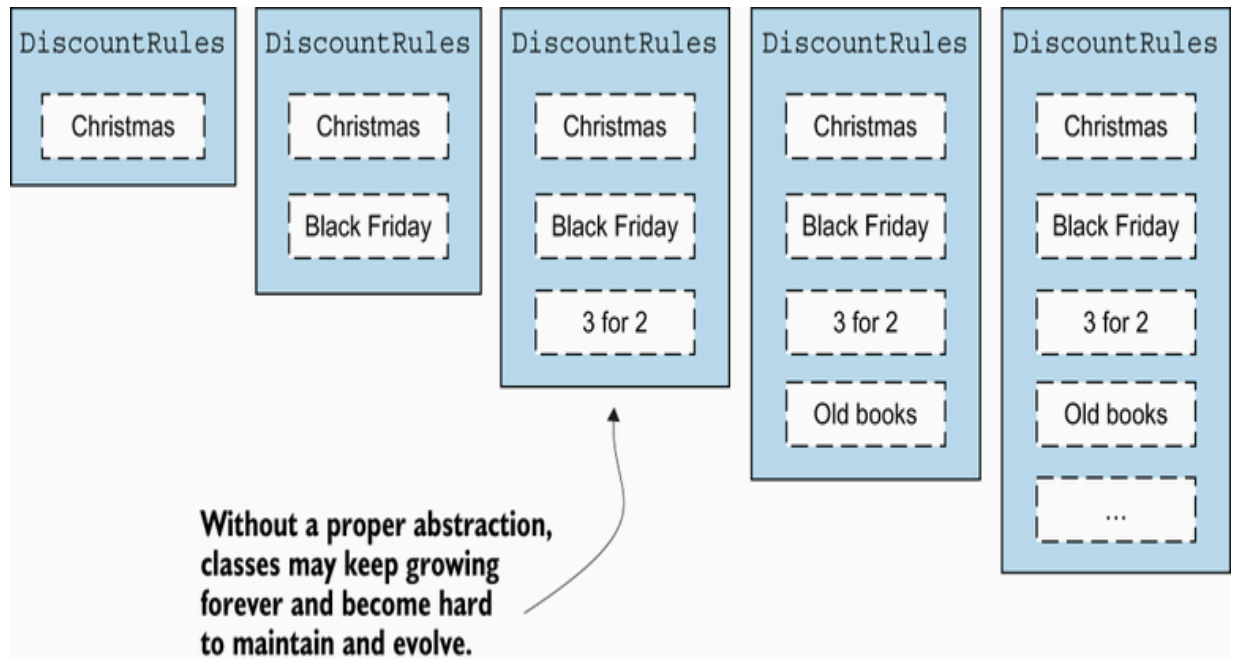 DiscountRules
Christmas
DiscountRules
Christmas
Black Friday
DiscountRules
Christmas
Black Friday
3 for 2
DiscountRules
Christmas
Black Friday
3 for 2
Old books
DiscountRules
Christmas
Black Friday
3 for 2
Old books
...
Without a proper abstraction,
classes may keep growing
forever and become hard
to maintain and evolve.